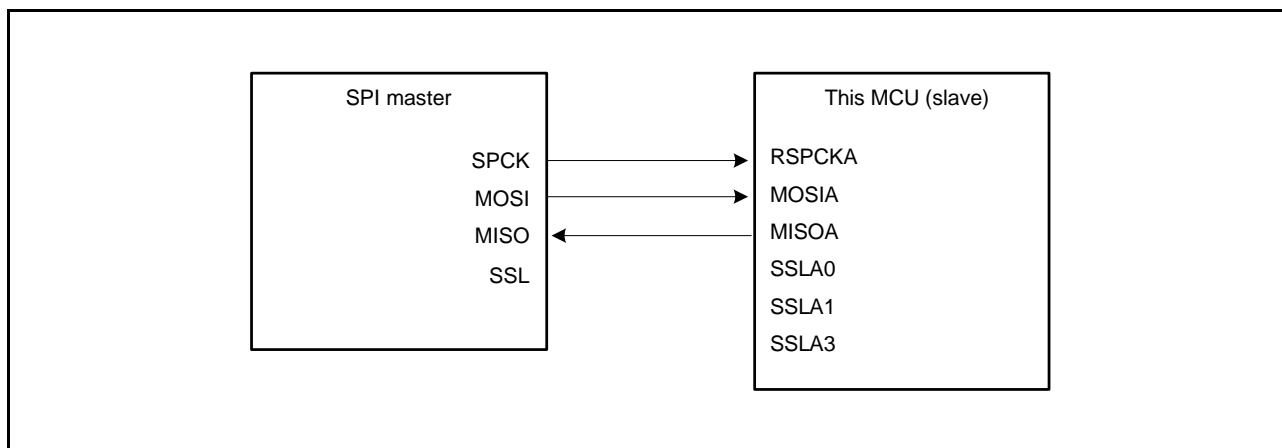 SPI master
SPCK
MOSI
MISO
SSL
This MCU (slave)
RSPCKA
MOSIA
MISOA
SSLA0
SSLA1
SSLA3